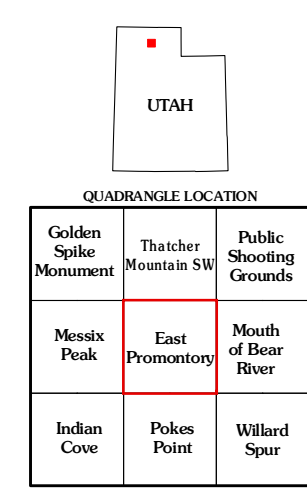 UTAH
QUADRANGLE LOCATION
Golden
Spike
Monument
Thatcher
Mountain SW
Public
Shooting
Grounds
Messix
Peak
East
Promontory
Mouth
of Bear
River
Indian
Cove
Pokes
Point
Willard
Spur